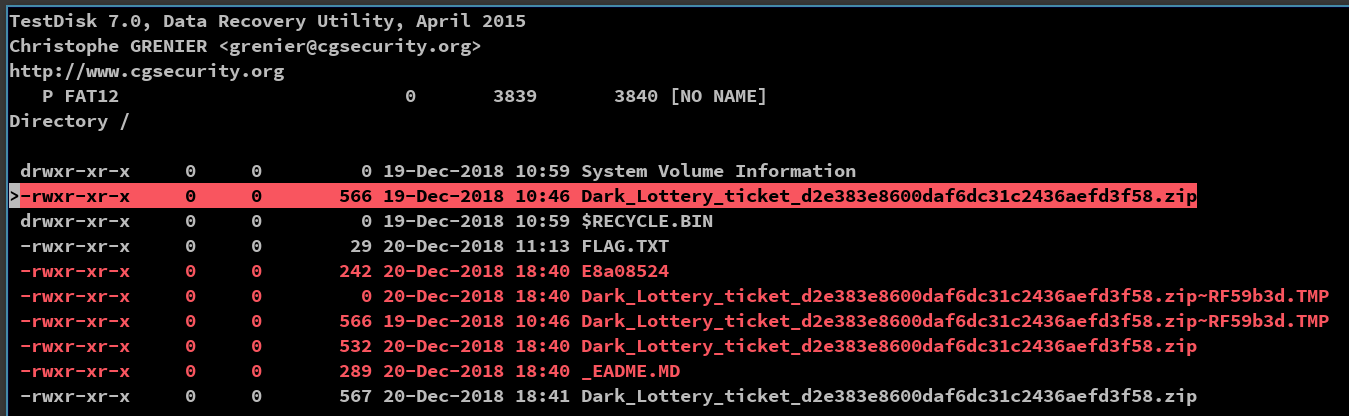 TestDisk 7.0, Data Recovery Utility, April 2015
Christophe GRENIER <grenier@cgsecurity.org>
http://www.cgsecurity.org
P FAT12 0 3839 3840 [NO NAME]
Directory /
drwxr-xr-x 0 0 0 19-Dec-2018 10:59 System Volume Information
>-rwxr-xr-x 0 0 566 19-Dec-2018 10:46 Dark_Lottery_ticket_d2e383e8600daf6dc31c2436aefd3f58.zip
drwxr-xr-x 0 0 0 19-Dec-2018 10:59 $RECYCLE.BIN
-rwxr-xr-x 0 0 29 20-Dec-2018 11:13 FLAG.TXT
-rwxr-xr-x 0 0 242 20-Dec-2018 18:40 E8a08524
-rwxr-xr-x 0 0 0 20-Dec-2018 18:40 Dark_Lottery_ticket_d2e383e8600daf6dc31c2436aefd3f58.zip~RF59b3d.TMP
-rwxr-xr-x 0 0 566 19-Dec-2018 10:46 Dark_Lottery_ticket_d2e383e8600daf6dc31c2436aefd3f58.zip~RF59b3d.TMP
-rwxr-xr-x 0 0 532 20-Dec-2018 18:40 Dark_Lottery_ticket_d2e383e8600daf6dc31c2436aefd3f58.zip
-rwxr-xr-x 0 0 289 20-Dec-2018 18:40 _EADME.MD
-rwxr-xr-x 0 0 567 20-Dec-2018 18:41 Dark_Lottery_ticket_d2e383e8600daf6dc31c2436aefd3f58.zip